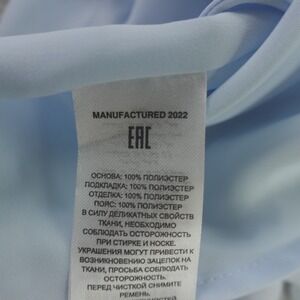 MANUFACTURED 2022
EAC
ОСНОВА: 100% ПОЛИЭСТЕР
ПОДКЛАДКА: 100% ПОЛИЭСТЕР
ОТДЕЛКА: 100% ПОЛИЭСТЕР
ПОЯС: 100% ПОЛИЭСТЕР
В СИЛУ ДЕЛИКАТНЫХ СВОЙСТВ
ТКАНИ, НЕОБХОДИМО
СОБЛЮДАТЬ ОСТОРОЖНОСТЬ
ПРИ СТИРКЕ И НОСКЕ.
УКРАШЕНИЯ МОГУТ ПРИВЕСТИ К
ВОЗНИКНОВЕНИЮ ЗАЦЕПОК НА
ТКАНИ, ПРОСЬБА СОБЛЮДАТЬ
ОСТОРОЖНОСТЬ.
ПЕРЕД ЧИСТКОЙ СНИМИТЕ
РЕМЕНЬ.